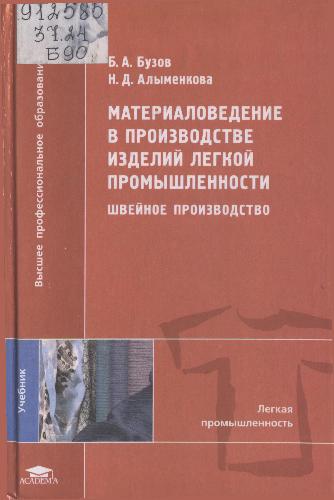 912585
37.24
Б90
Б. А. Бузов
Н. Д. Алыменкова
МАТЕРИАЛОВЕДЕНИЕ
В ПРОИЗВОДСТВЕ
ИЗДЕЛИЙ ЛЕГКОЙ
ПРОМЫШЛЕННОСТИ
ШВЕЙНОЕ ПРОИЗВОДСТВО
Высшее профессиональное образование
Учебник
Легкая
промышленность
ACADEMA